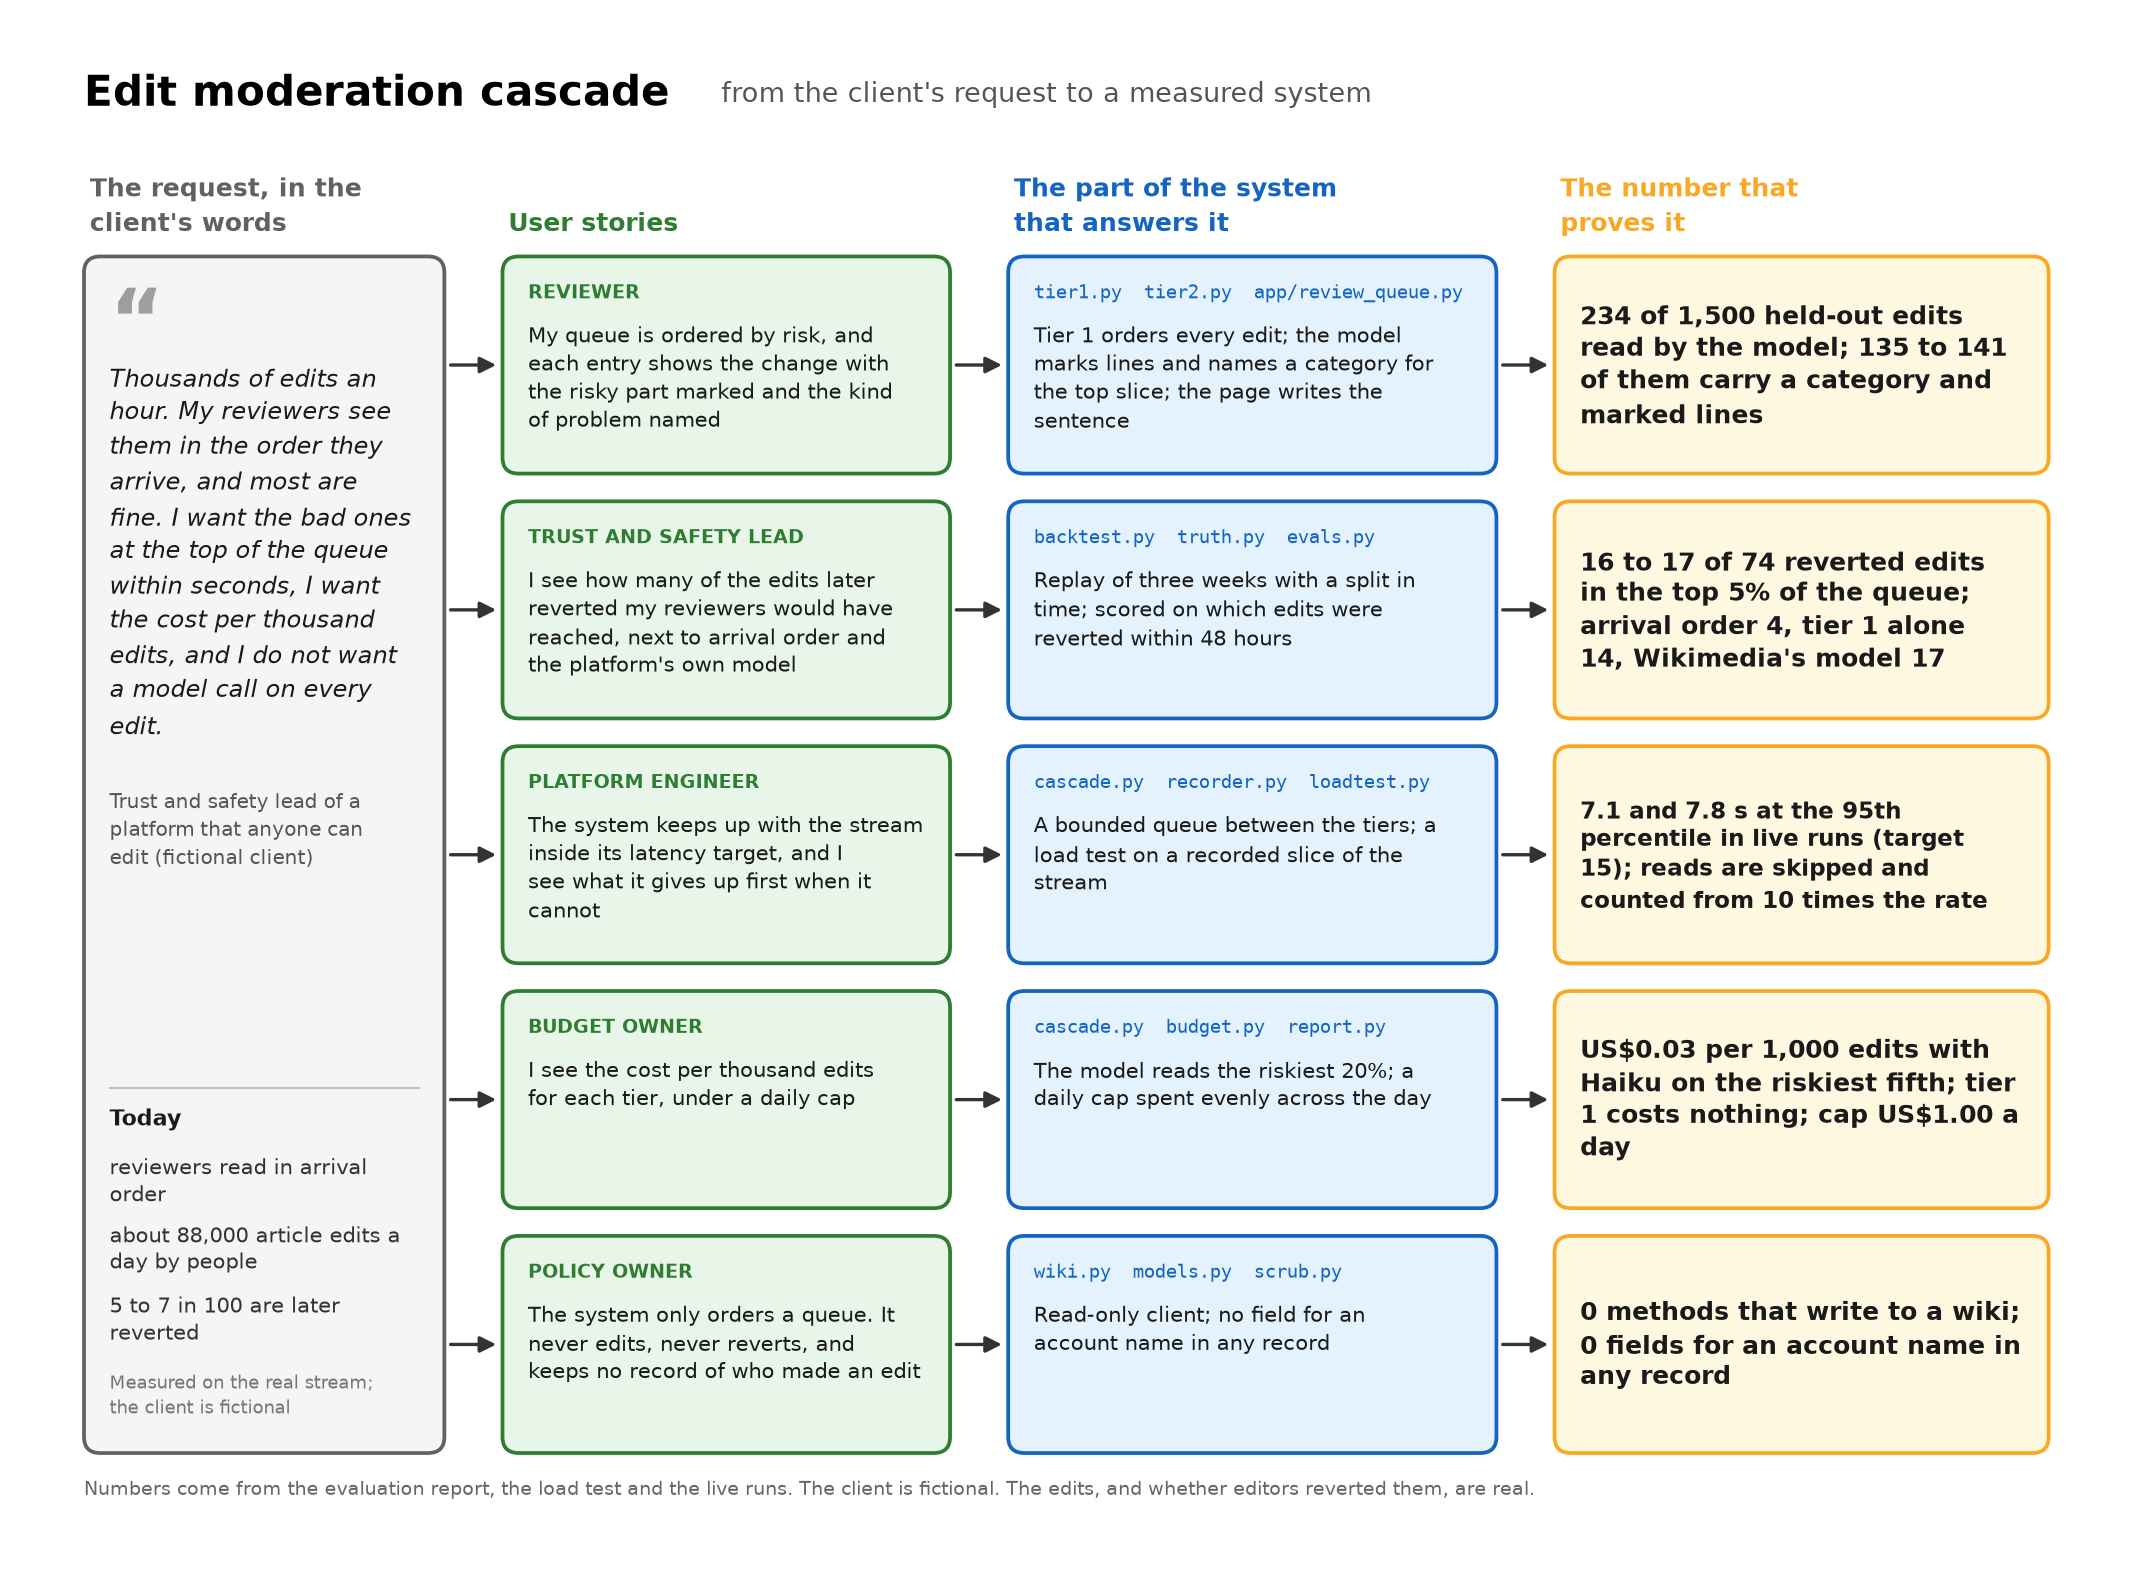 Edit moderation cascade from the client's request to a measured system
The request, in the
client's words
“
Thousands of edits an
hour. My reviewers see
them in the order they
arrive, and most are
fine. I want the bad ones
at the top of the queue
within seconds, I want
the cost per thousand
edits, and I do not want
a model call on every
edit.
Trust and safety lead of a
platform that anyone can
edit (fictional client)
Today
reviewers read in arrival
order
about 88,000 article edits a
day by people
5 to 7 in 100 are later
reverted
Measured on the real stream;
the client is fictional
User stories
The part of the system
that answers it
The number that
proves it
REVIEWER
My queue is ordered by risk, and
each entry shows the change with
the risky part marked and the kind
of problem named
tier1.py tier2.py app/review_queue.py
Tier 1 orders every edit; the model
marks lines and names a category for
the top slice; the page writes the
sentence
234 of 1,500 held-out edits
read by the model; 135 to 141
of them carry a category and
marked lines
TRUST AND SAFETY LEAD
I see how many of the edits later
reverted my reviewers would have
reached, next to arrival order and
the platform's own model
backtest.py truth.py evals.py
Replay of three weeks with a split in
time; scored on which edits were
reverted within 48 hours
16 to 17 of 74 reverted edits
in the top 5% of the queue;
arrival order 4, tier 1 alone
14, Wikimedia's model 17
PLATFORM ENGINEER
The system keeps up with the stream
inside its latency target, and I
see what it gives up first when it
cannot
cascade.py recorder.py loadtest.py
A bounded queue between the tiers; a
load test on a recorded slice of the
stream
7.1 and 7.8 s at the 95th
percentile in live runs (target
15); reads are skipped and
counted from 10 times the rate
BUDGET OWNER
I see the cost per thousand edits
for each tier, under a daily cap
cascade.py budget.py report.py
The model reads the riskiest 20%; a
daily cap spent evenly across the day
US$0.03 per 1,000 edits with
Haiku on the riskiest fifth; tier
1 costs nothing; cap US$1.00 a
day
POLICY OWNER
The system only orders a queue. It
never edits, never reverts, and
keeps no record of who made an edit
wiki.py models.py scrub.py
Read-only client; no field for an
account name in any record
0 methods that write to a wiki;
0 fields for an account name in
any record
Numbers come from the evaluation report, the load test and the live runs. The client is fictional. The edits, and whether editors reverted them, are real.